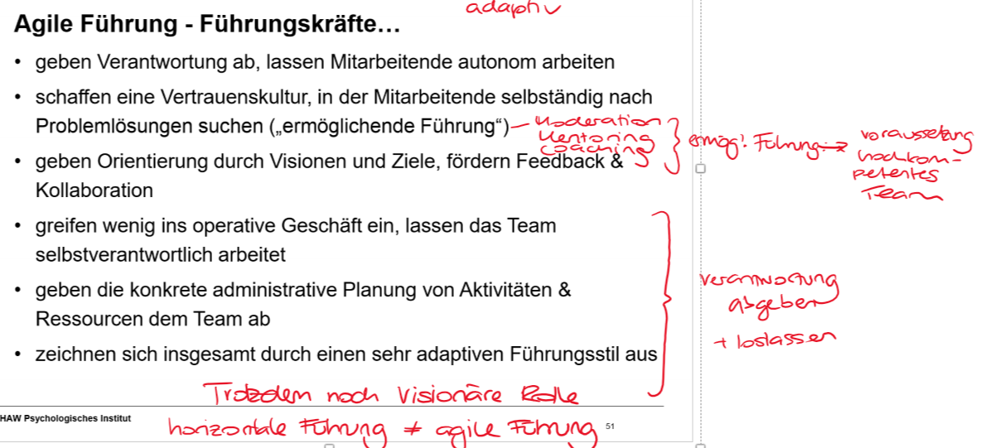 adaptiv
Agile Führung - Führungskräfte…
• geben Verantwortung ab, lassen Mitarbeitende autonom arbeiten
• schaffen eine Vertrauenskultur, in der Mitarbeitende selbständig nach
Problemlösungen suchen („ermöglichende Führung“)
– Moderation
Mentoring
coaching
ermög! Führung →
voraussetzung
hochkom-
petentes
Team
• geben Orientierung durch Visionen und Ziele, fördern Feedback &
Kollaboration
• greifen wenig ins operative Geschäft ein, lassen das Team
selbstverantwortlich arbeitet
• geben die konkrete administrative Planung von Aktivitäten &
Ressourcen dem Team ab
• zeichnen sich insgesamt durch einen sehr adaptiven Führungsstil aus
verantwortung
abgeben
+ loslassen
Trotzdem noch visionäre Rolle
HAW Psychologisches Institut
horizontale Führung ≠ agile Führung
51